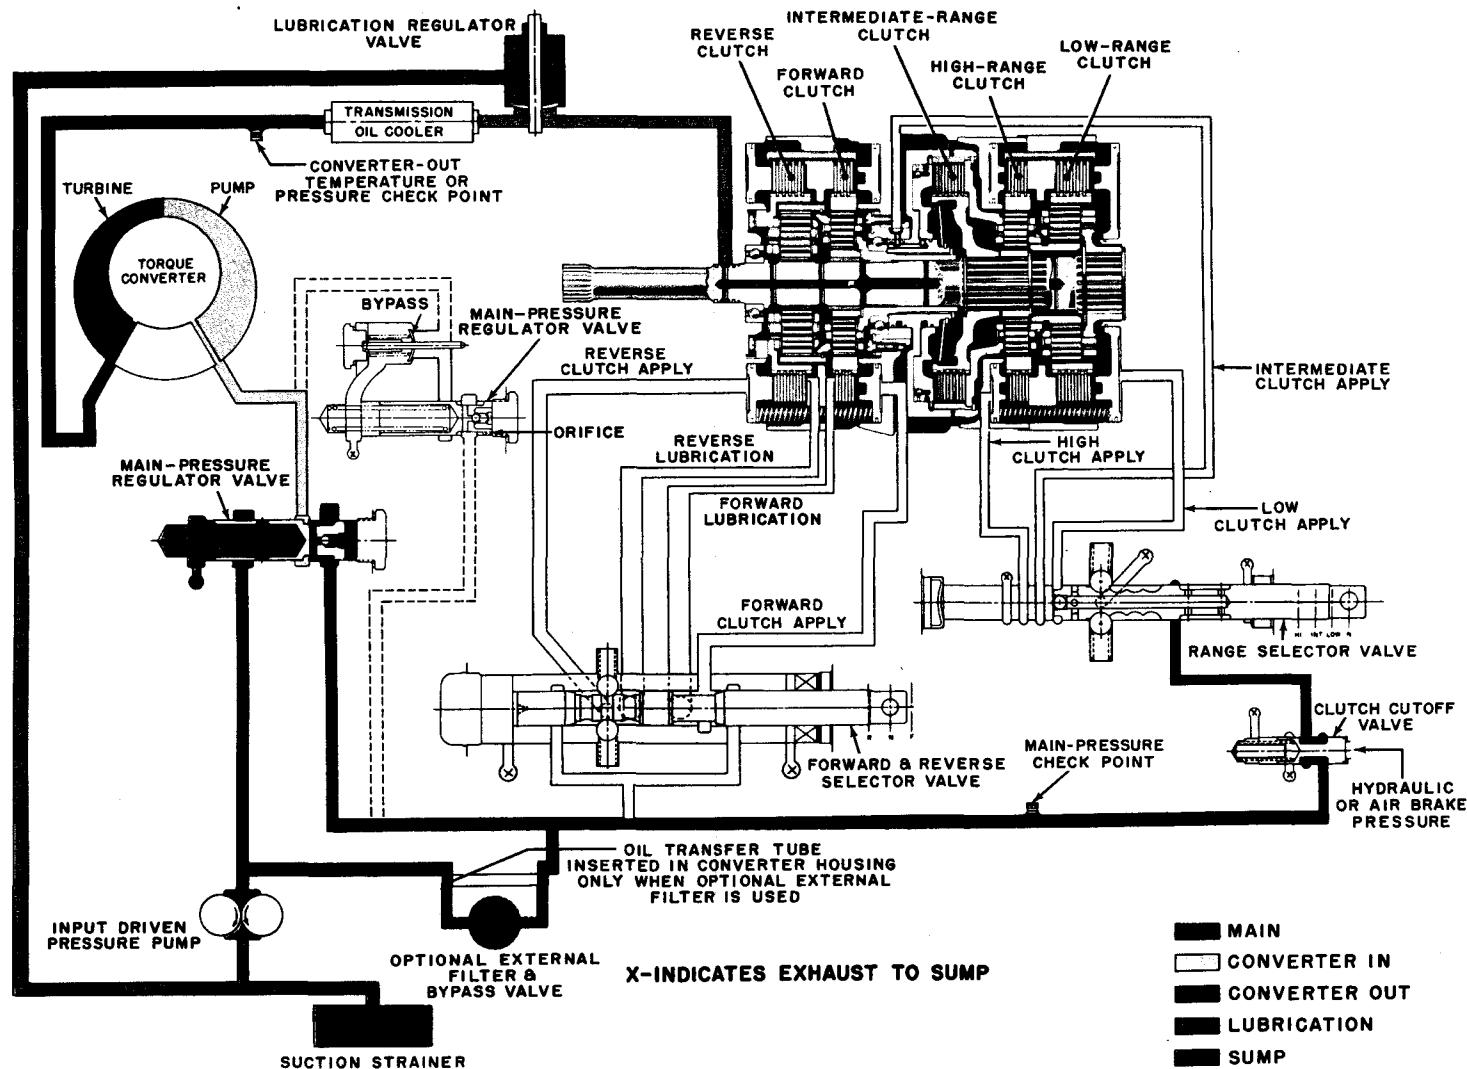 LUBRICATION REGULATOR
VALVE
TRANSMISSION
OIL COOLER
CONVERTER-OUT
TEMPERATURE OR
PRESSURE CHECK POINT
TURBINE
PUMP
TORQUE
CONVERTER
REVERSE
CLUTCH
INTERMEDIATE-RANGE
CLUTCH
FORWARD
CLUTCH
HIGH-RANGE
CLUTCH
LOW-RANGE
CLUTCH
BYPASS
MAIN-PRESSURE
REGULATOR VALVE
REVERSE
CLUTCH APPLY
ORIFICE
MAIN-PRESSURE
REGULATOR VALVE
REVERSE
LUBRICATION
FORWARD
LUBRICATION
INTERMEDIATE
CLUTCH APPLY
HIGH
CLUTCH APPLY
LOW
CLUTCH APPLY
FORWARD
CLUTCH APPLY
HI INT LOW N
RANGE SELECTOR VALVE
R N F
FORWARD & REVERSE
SELECTOR VALVE
MAIN-PRESSURE
CHECK POINT
CLUTCH CUTOFF
VALVE
HYDRAULIC
OR AIR BRAKE
PRESSURE
OIL TRANSFER TUBE
INSERTED IN CONVERTER HOUSING
ONLY WHEN OPTIONAL EXTERNAL
FILTER IS USED
INPUT DRIVEN
PRESSURE PUMP
OPTIONAL EXTERNAL
FILTER &
BYPASS VALVE
X-INDICATES EXHAUST TO SUMP
SUCTION STRAINER
MAIN
CONVERTER IN
CONVERTER OUT
LUBRICATION
SUMP